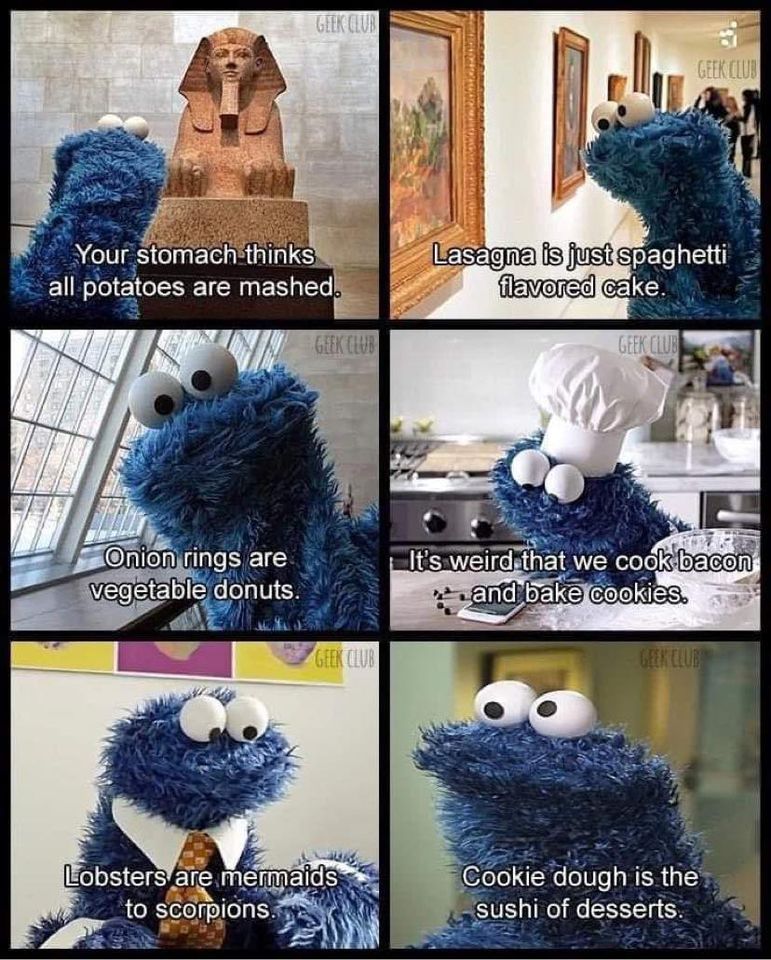 GEEK CLUB
Your stomach thinks
all potatoes are mashed.
GEEK CLUB
Lasagna is just spaghetti
flavored cake.
GEEK CLUB
Onion rings are
vegetable donuts.
GEEK CLUB
It's weird that we cook bacon
and bake cookies.
GEEK CLUB
Lobsters are mermaids
to scorpions.
GEEK CLUB
Cookie dough is the
sushi of desserts.